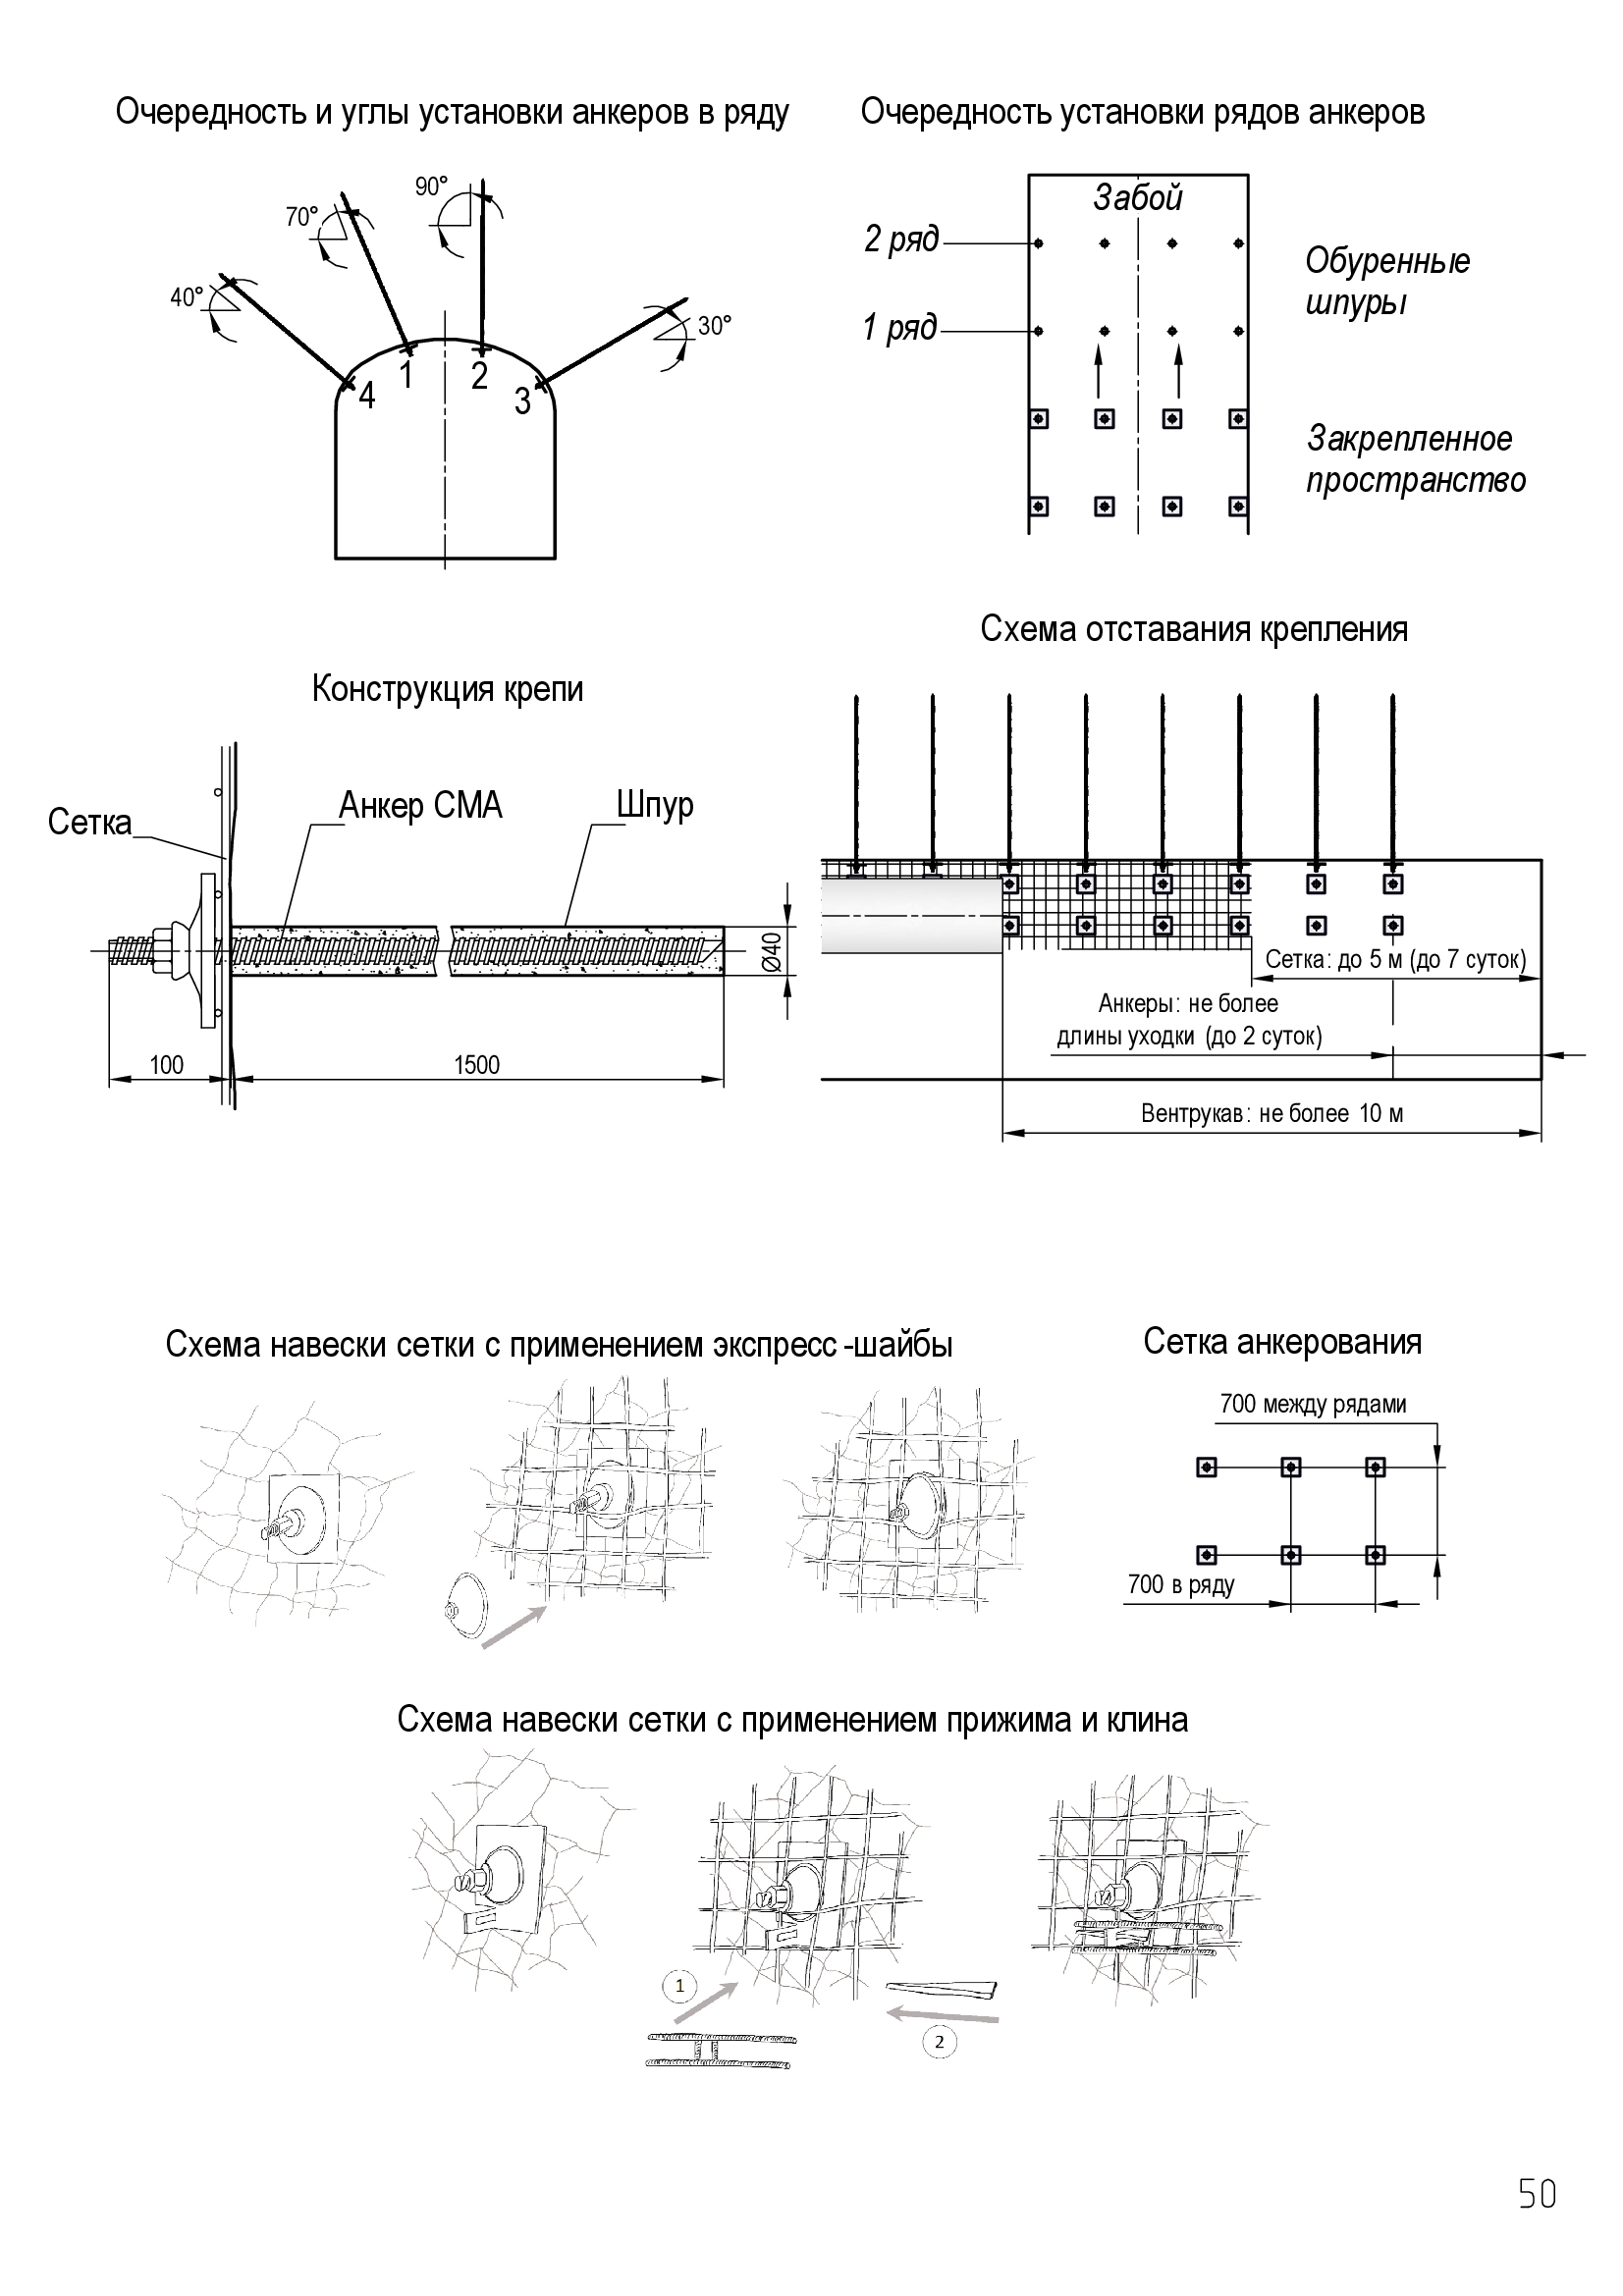 Очередность и углы установки анкеров в ряду
90°
70°
40°
30°
4
1
2
3
Очередность установки рядов анкеров
Забой
2 ряд
1 ряд
Обуренные
шпуры
Закрепленное
пространство
Конструкция крепи
Сетка
Анкер СМА
Шпур
Ø40
100
1500
Схема отставания крепления
Сетка: до 5 м (до 7 суток)
Анкеры: не более
длины уходки (до 2 суток)
Вентрукав: не более 10 м
Схема навески сетки с применением экспресс-шайбы
Сетка анкерования
700 между рядами
700 в ряду
Схема навески сетки с применением прижима и клина
1
2
50